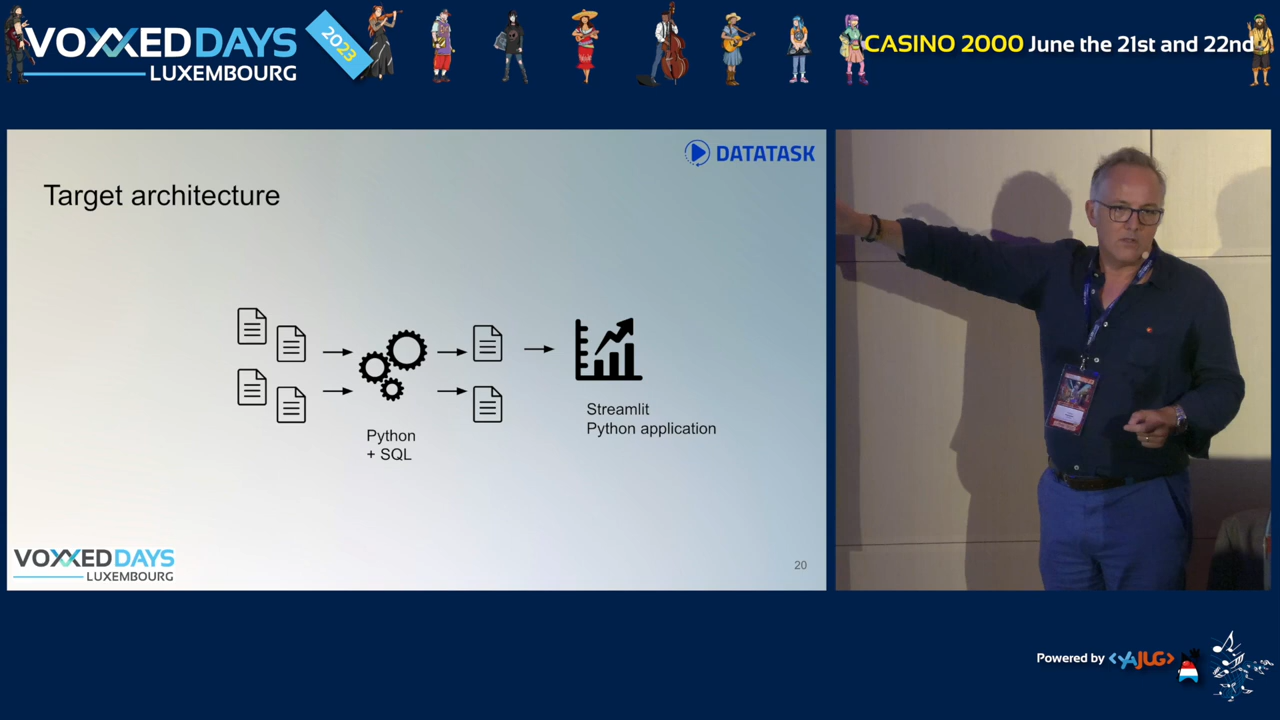 VOXXED DAYS
LUXEMBOURG
2023
CASINO 2000 June the 21st and 22nd
DATATASK
Target architecture
Python
+ SQL
Streamlit
Python application
VOXXED DAYS
LUXEMBOURG
20
Powered by <YAJUG>